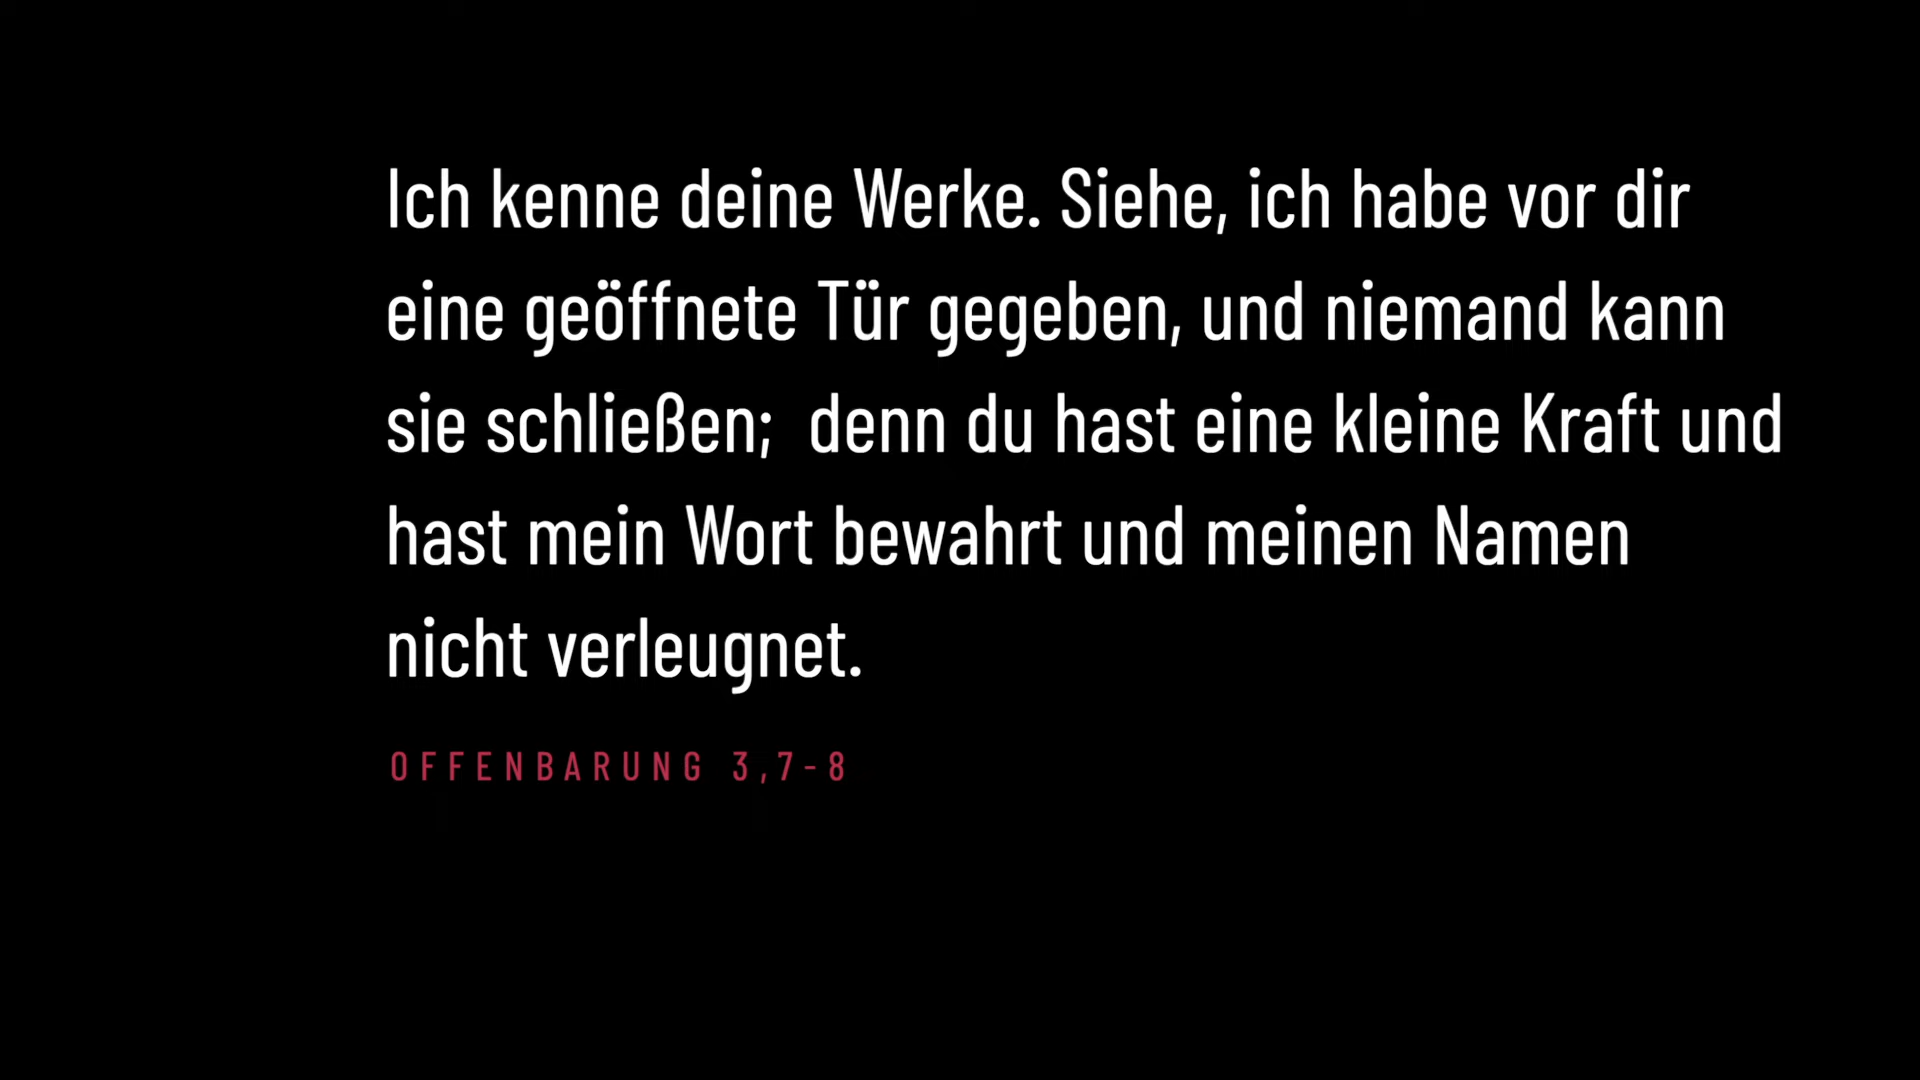 Ich kenne deine Werke. Siehe, ich habe vor dir
eine geöffnete Tür gegeben, und niemand kann
sie schließen;  denn du hast eine kleine Kraft und
hast mein Wort bewahrt und meinen Namen
nicht verleugnet.
OFFENBARUNG 3,7-8